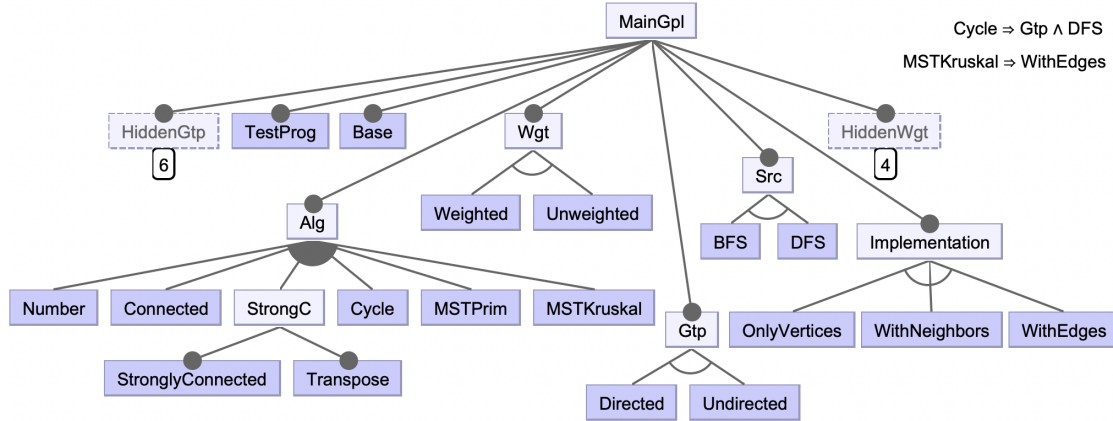 MainGpl
Cycle ⇒ Gtp ∧ DFS
MSTKruskal ⇒ WithEdges
HiddenGtp
TestProg
Base
Wgt
HiddenWgt
6
4
Src
Weighted
Unweighted
Alg
BFS
DFS
Implementation
Number
Connected
StrongC
Cycle
MSTPrim
MSTKruskal
Gtp
OnlyVertices
WithNeighbors
WithEdges
StronglyConnected
Transpose
Directed
Undirected